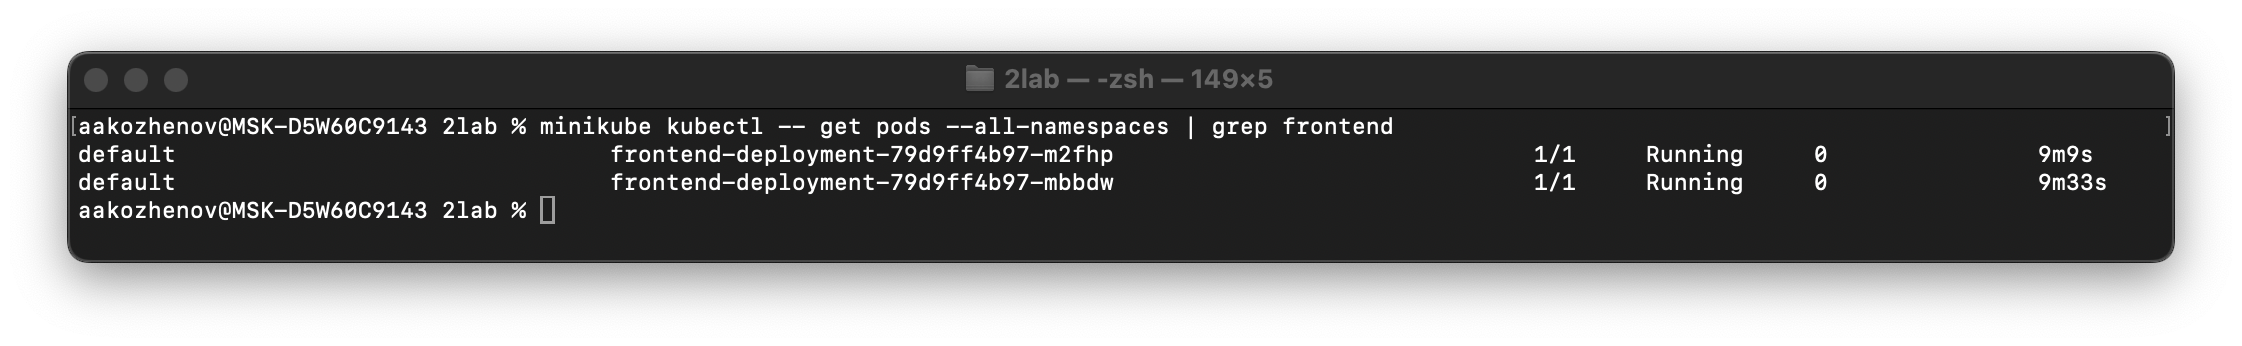 2lab — -zsh — 149×5
[aakozhenov@MSK-D5W60C9143 2lab % minikube kubectl -- get pods --all-namespaces | grep frontend ]
default frontend-deployment-79d9ff4b97-m2fhp 1/1 Running 0 9m9s
default frontend-deployment-79d9ff4b97-mbbdw 1/1 Running 0 9m33s
aakozhenov@MSK-D5W60C9143 2lab %